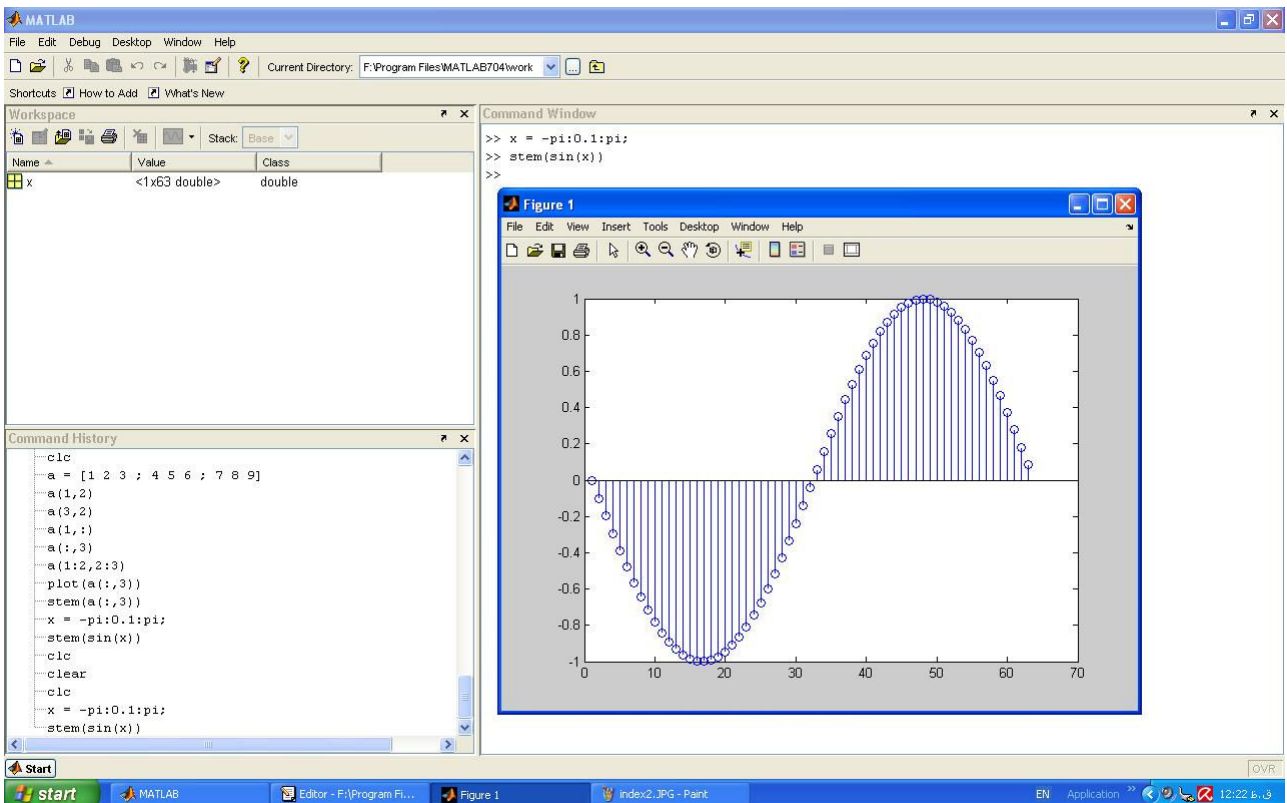 MATLAB
File Edit Debug Desktop Window Help
Current Directory: F:\Program Files\MATLAB704\work
Shortcuts How to Add What's New
Workspace
Stack: Base
Name Value Class
x <1x63 double> double
Command History
clc
a = [1 2 3 ; 4 5 6 ; 7 8 9]
a(1,2)
a(3,2)
a(1,:)
a(:,3)
a(1:2,2:3)
plot(a(:,3))
stem(a(:,3))
x = -pi:0.1:pi;
stem(sin(x))
clc
clear
clc
x = -pi:0.1:pi;
stem(sin(x))
Command Window
>> x = -pi:0.1:pi;
>> stem(sin(x))
>>
Figure 1
File Edit View Insert Tools Desktop Window Help
1
0.8
0.6
0.4
0.2
0
-0.2
-0.4
-0.6
-0.8
-1
0 10 20 30 40 50 60 70
Start
OVR
start MATLAB Editor - F:\Program Fi... Figure 1 index2.JPG - Paint EN Application » 12:22 ق.ظ